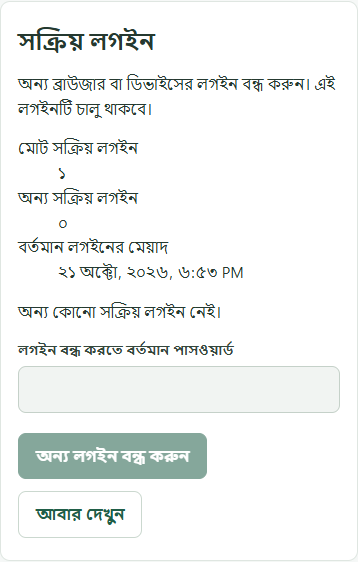 সক্রিয় লগইন
অন্য ব্রাউজার বা ডিভাইসের লগইন বন্ধ করুন। এই
লগইনটি চালু থাকবে।
মোট সক্রিয় লগইন
১
অন্য সক্রিয় লগইন
০
বর্তমান লগইনের মেয়াদ
২১ অক্টো, ২০২৬, ৬:৫৩ PM
অন্য কোনো সক্রিয় লগইন নেই।
লগইন বন্ধ করতে বর্তমান পাসওয়ার্ড
অন্য লগইন বন্ধ করুন
আবার দেখুন